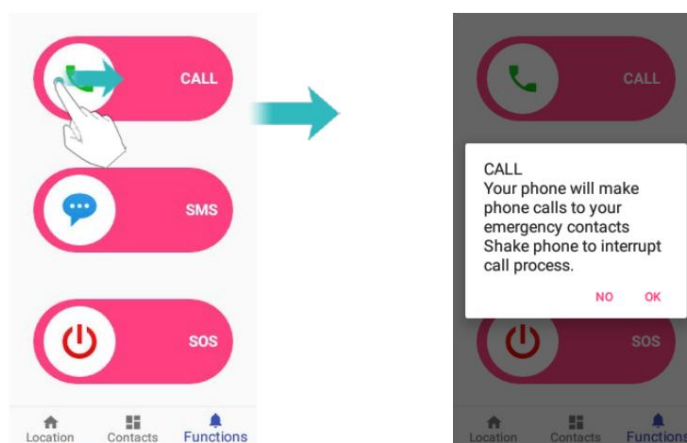 CALL
SMS
SOS
Location Contacts Functions
CALL
CALL
Your phone will make
phone calls to your
emergency contacts
Shake phone to interrupt
call process.
NO OK
SOS
Location Contacts Functions